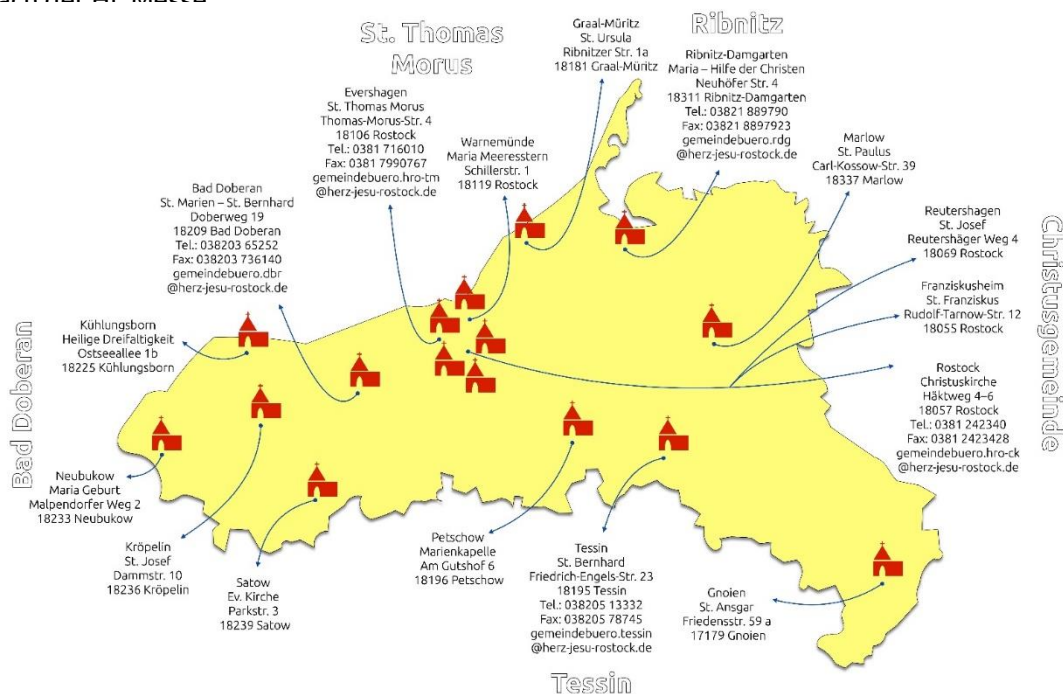 St. Thomas
Morus
Evershagen
St. Thomas Morus
Thomas-Morus-Str. 4
18106 Rostock
Tel.: 0381 716010
Fax: 0381 7990767
gemeindebuero.hro-tm
@herz-jesu-rostock.de
Warnemünde
Maria Meeresstern
Schillerstr. 1
18119 Rostock
Graal-Müritz
St. Ursula
Ribnitzer Str. 1a
18181 Graal-Müritz
Ribnitz
Ribnitz-Damgarten
Maria – Hilfe der Christen
Neuhöfer Str. 4
18311 Ribnitz-Damgarten
Tel.: 03821 889790
Fax: 03821 8897923
gemeindebuero.rdg
@herz-jesu-rostock.de
Marlow
St. Paulus
Carl-Kossow-Str. 39
18337 Marlow
Christusgemeinde
Reutershagen
St. Josef
Reutershäger Weg 4
18069 Rostock
Franziskusheim
St. Franziskus
Rudolf-Tarnow-Str. 12
18055 Rostock
Rostock
Christuskirche
Häktweg 4–6
18057 Rostock
Tel.: 0381 242340
Fax: 0381 2423428
gemeindebuero.hro-ck
@herz-jesu-rostock.de
Bad Doberan
Bad Doberan
St. Marien – St. Bernhard
Doberweg 19
18209 Bad Doberan
Tel.: 038203 65252
Fax: 038203 736140
gemeindebuero.dbr
@herz-jesu-rostock.de
Kühlungsborn
Heilige Dreifaltigkeit
Ostseeallee 1b
18225 Kühlungsborn
Neubukow
Maria Geburt
Malpendorfer Weg 2
18233 Neubukow
Kröpelin
St. Josef
Dammstr. 10
18236 Kröpelin
Satow
Ev. Kirche
Parkstr. 3
18239 Satow
Petschow
Marienkapelle
Am Gutshof 6
18196 Petschow
Tessin
St. Bernhard
Friedrich-Engels-Str. 23
18195 Tessin
Tel.: 038205 13332
Fax: 038205 78745
gemeindebuero.tessin
@herz-jesu-rostock.de
Gnoien
St. Ansgar
Friedensstr. 59 a
17179 Gnoien
Tessin